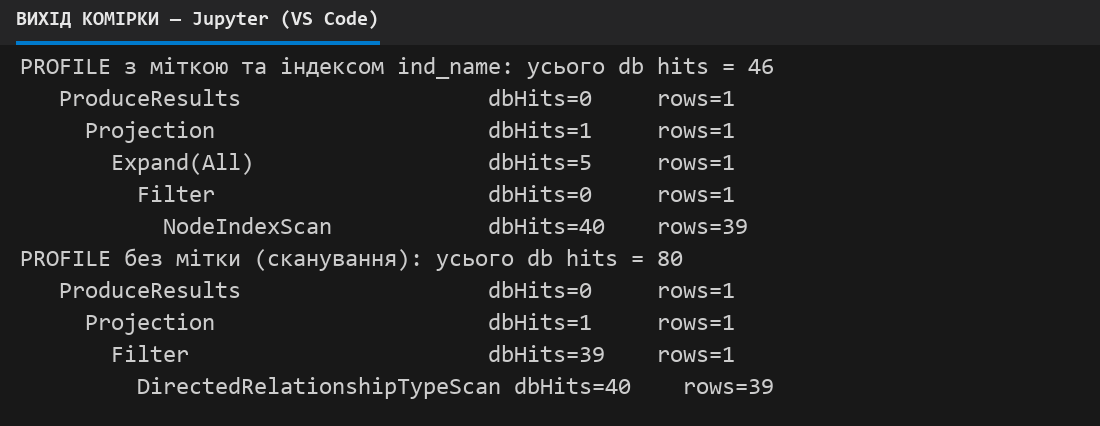 ВИХІД КОМІРКИ — Jupyter (VS Code)
PROFILE з міткою та індексом ind_name: усього db hits = 46
ProduceResults dbHits=0 rows=1
Projection dbHits=1 rows=1
Expand(All) dbHits=5 rows=1
Filter dbHits=0 rows=1
NodeIndexScan dbHits=40 rows=39
PROFILE без мітки (сканування): усього db hits = 80
ProduceResults dbHits=0 rows=1
Projection dbHits=1 rows=1
Filter dbHits=39 rows=1
DirectedRelationshipTypeScan dbHits=40 rows=39